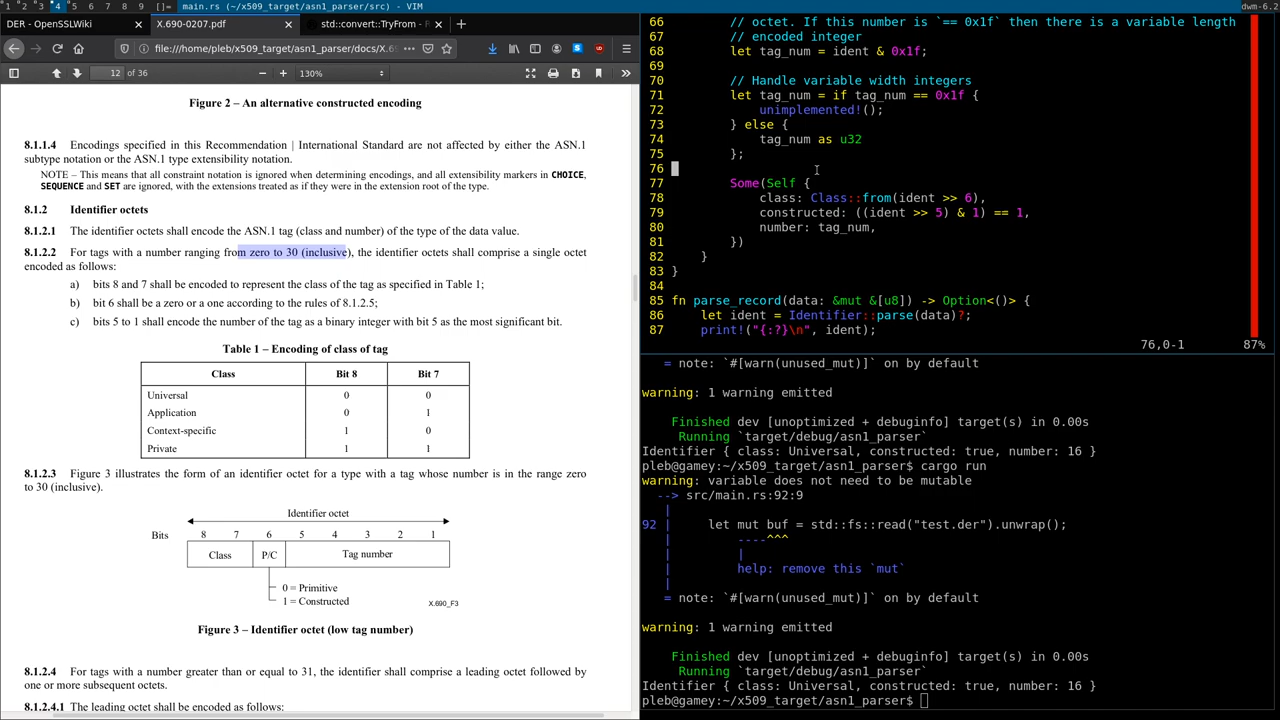 1 2 3 4 5 6 7 8 9 []= main.rs (~/x509_target/asn1_parser/src) - VIM dwm-6.2
DER - OpenSSLWiki
X.690-0207.pdf
std::convert::TryFrom - R
file:///home/pleb/x509_target/asn1_parser/docs/X.6
12 of 36
130%
Figure 2 – An alternative constructed encoding
8.1.1.4 Endings specified in this Recommendation | International Standard are not affected by either the ASN.1
subtype notation or the ASN.1 type extensibility notation.
NOTE – This means that all constraint notation is ignored when determining encodings, and all extensibility markers in CHOICE,
SEQUENCE and SET are ignored, with the extensions treated as if they were in the extension root of the type.
8.1.2 Identifier octets
8.1.2.1 The identifier octets shall encode the ASN.1 tag (class and number) of the type of the data value.
8.1.2.2 For tags with a number ranging from zero to 30 (inclusive), the identifier octets shall comprise a single octet
encoded as follows:
a) bits 8 and 7 shall be encoded to represent the class of the tag as specified in Table 1;
b) bit 6 shall be a zero or a one according to the rules of 8.1.2.5;
c) bits 5 to 1 shall encode the number of the tag as a binary integer with bit 5 as the most significant bit.
Table 1 – Encoding of class of tag
Class Bit 8 Bit 7
Universal 0 0
Application 0 1
Context-specific 1 0
Private 1 1
8.1.2.3 Figure 3 illustrates the form of an identifier octet for a type with a tag whose number is in the range zero
to 30 (inclusive).
Identifier octet
Bits 8 7 6 5 4 3 2 1
Class P/C Tag number
0 = Primitive
1 = Constructed
X.690_F3
Figure 3 – Identifier octet (low tag number)
8.1.2.4 For tags with a number greater than or equal to 31, the identifier shall comprise a leading octet followed by
one or more subsequent octets.
8.1.2.4.1 The leading octet shall be encoded as follows:
66 // octet. If this number is `== 0x1f` then there is a variable length
67 // encoded integer
68 let tag_num = ident & 0x1f;
69
70 // Handle variable width integers
71 let tag_num = if tag_num == 0x1f {
72 unimplemented!();
73 } else {
74 tag_num as u32
75 };
76
77 Some(Self {
78 class: Class::from(ident >> 6),
79 constructed: ((ident >> 5) & 1) == 1,
80 number: tag_num,
81 })
82 }
83 }
84
85 fn parse_record(data: &mut &[u8]) -> Option<()> {
86 let ident = Identifier::parse(data)?;
87 print!("{:?}\n", ident);
76,0-1 87%
= note: `#[warn(unused_mut)]` on by default
warning: 1 warning emitted
Finished dev [unoptimized + debuginfo] target(s) in 0.00s
Running `target/debug/asn1_parser`
Identifier { class: Universal, constructed: true, number: 16 }
pleb@gamey:~/x509_target/asn1_parser$ cargo run
warning: variable does not need to be mutable
--> src/main.rs:92:9
|
92 | let mut buf = std::fs::read("test.der").unwrap();
| ----^^^
| |
| help: remove this `mut`
|
= note: `#[warn(unused_mut)]` on by default
warning: 1 warning emitted
Finished dev [unoptimized + debuginfo] target(s) in 0.00s
Running `target/debug/asn1_parser`
Identifier { class: Universal, constructed: true, number: 16 }
pleb@gamey:~/x509_target/asn1_parser$